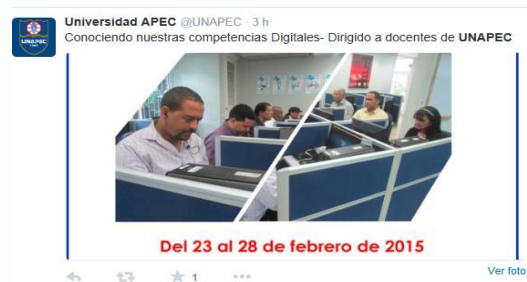 Universidad APEC @UNAPEC · 3 h
Conociendo nuestras competencias Digitales- Dirigido a docentes de UNAPEC
UNAPEC
Del 23 al 28 de febrero de 2015
1
Ver foto